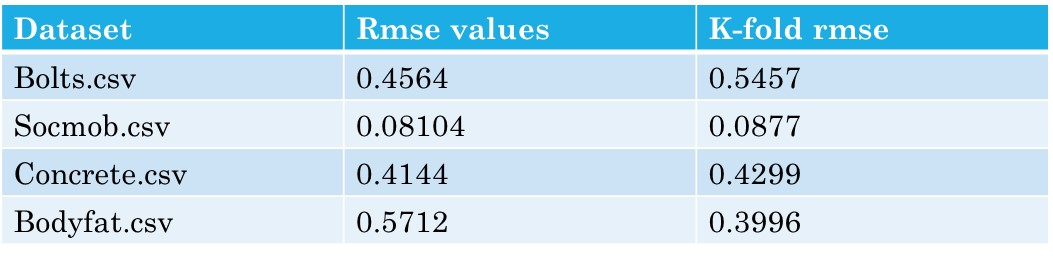 Dataset Rmse values K-fold rmse
Bolts.csv 0.4564 0.5457
Socmob.csv 0.08104 0.0877
Concrete.csv 0.4144 0.4299
Bodyfat.csv 0.5712 0.3996